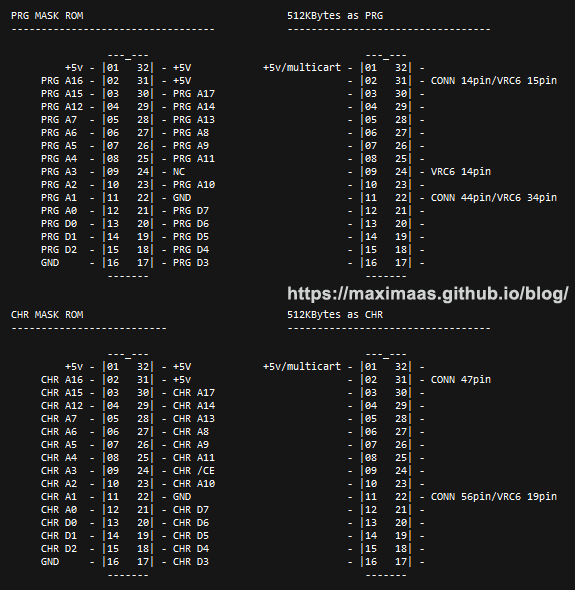 PRG MASK ROM                                   512KBytes as PRG
----------------------------------             ----------------------------------
                ---_---                                    ---_---
         +5v - |01   32| - +5V        +5v/multicart - |01   32| -
     PRG A16 - |02   31| - +5V                      - |02   31| - CONN 14pin/VRC6 15pin
     PRG A15 - |03   30| - PRG A17                  - |03   30| -
     PRG A12 - |04   29| - PRG A14                  - |04   29| -
     PRG A7  - |05   28| - PRG A13                  - |05   28| -
     PRG A6  - |06   27| - PRG A8                   - |06   27| -
     PRG A5  - |07   26| - PRG A9                   - |07   26| -
     PRG A4  - |08   25| - PRG A11                  - |08   25| -
     PRG A3  - |09   24| - NC                       - |09   24| - VRC6 14pin
     PRG A2  - |10   23| - PRG A10                  - |10   23| -
     PRG A1  - |11   22| - GND                      - |11   22| - CONN 44pin/VRC6 34pin
     PRG A0  - |12   21| - PRG D7                   - |12   21| -
     PRG D0  - |13   20| - PRG D6                   - |13   20| -
     PRG D1  - |14   19| - PRG D5                   - |14   19| -
     PRG D2  - |15   18| - PRG D4                   - |15   18| -
     GND     - |16   17| - PRG D3                   - |16   17| -
                -------                                    -------
https://maximaas.github.io/blog/
CHR MASK ROM                                   512KBytes as CHR
--------------------------                     ----------------------------------
                ---_---                                    ---_---
         +5v - |01   32| - +5V        +5v/multicart - |01   32| -
     CHR A16 - |02   31| - +5v                      - |02   31| - CONN 47pin
     CHR A15 - |03   30| - CHR A17                  - |03   30| -
     CHR A12 - |04   29| - CHR A14                  - |04   29| -
     CHR A7  - |05   28| - CHR A13                  - |05   28| -
     CHR A6  - |06   27| - CHR A8                   - |06   27| -
     CHR A5  - |07   26| - CHR A9                   - |07   26| -
     CHR A4  - |08   25| - CHR A11                  - |08   25| -
     CHR A3  - |09   24| - CHR /CE                  - |09   24| -
     CHR A2  - |10   23| - CHR A10                  - |10   23| -
     CHR A1  - |11   22| - GND                      - |11   22| - CONN 56pin/VRC6 19pin
     CHR A0  - |12   21| - CHR D7                   - |12   21| -
     CHR D0  - |13   20| - CHR D6                   - |13   20| -
     CHR D1  - |14   19| - CHR D5                   - |14   19| -
     CHR D2  - |15   18| - CHR D4                   - |15   18| -
     GND     - |16   17| - CHR D3                   - |16   17| -
                -------                                    -------